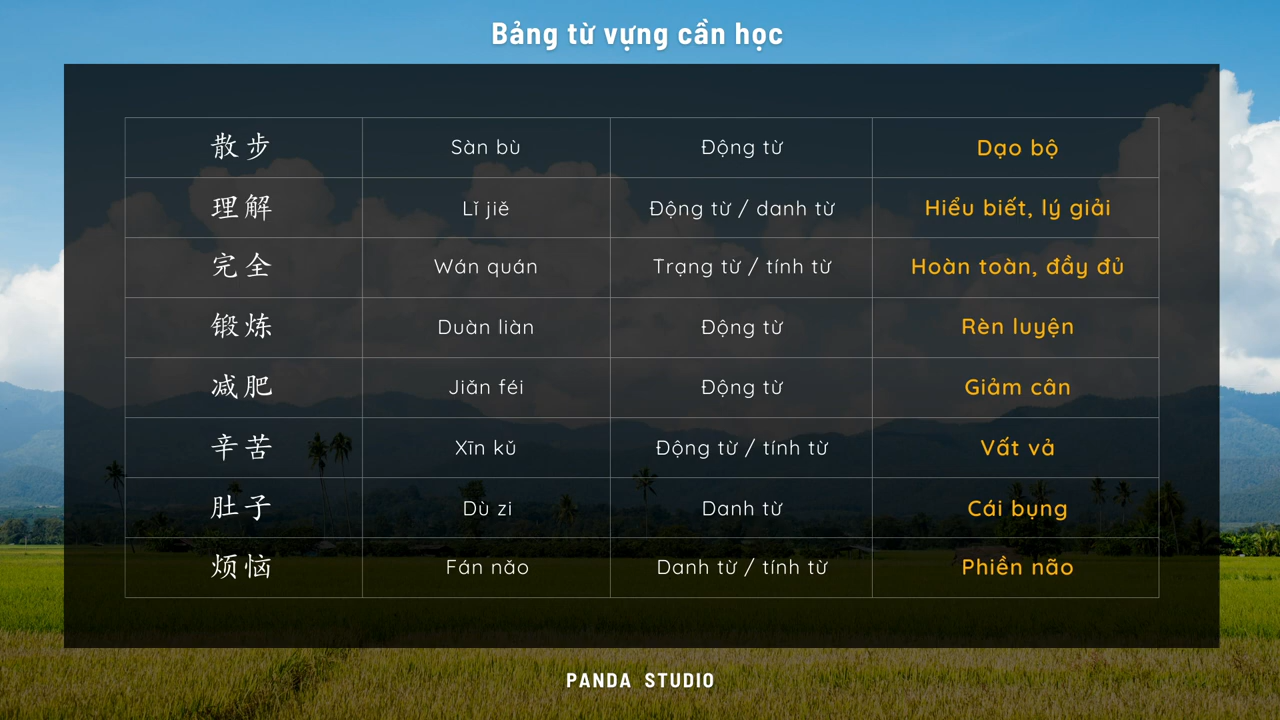 Bảng từ vựng cần học
散步 Sàn bù Động từ Dạo bộ
理解 Lǐ jiě Động từ / danh từ Hiểu biết, lý giải
完全 Wán quán Trạng từ / tính từ Hoàn toàn, đầy đủ
锻炼 Duàn liàn Động từ Rèn luyện
减肥 Jiǎn féi Động từ Giảm cân
辛苦 Xīn kǔ Động từ / tính từ Vất vả
肚子 Dù zi Danh từ Cái bụng
烦恼 Fán nǎo Danh từ / tính từ Phiền não
PANDA STUDIO